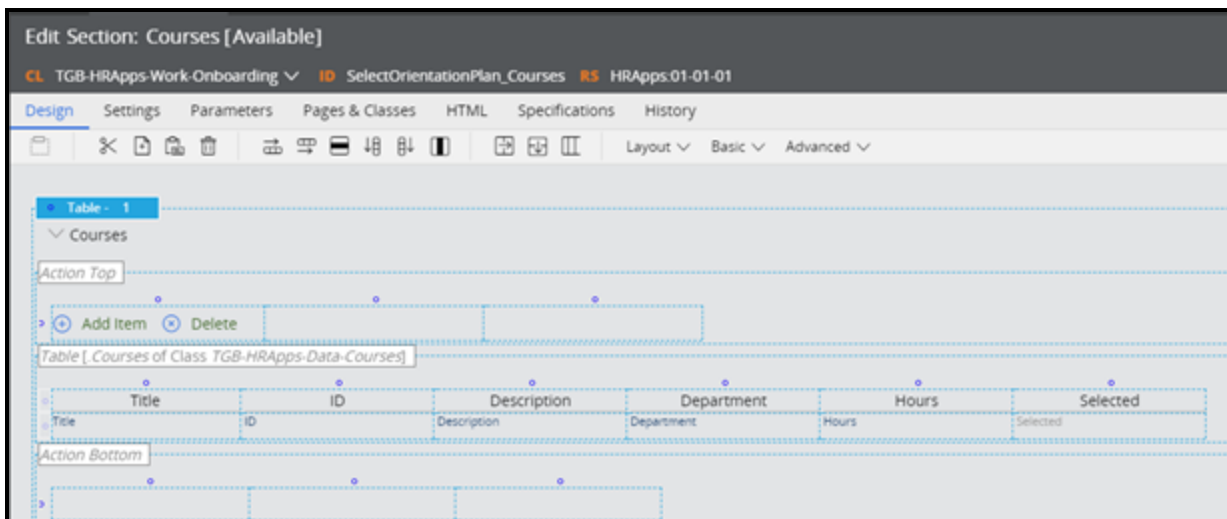 Edit Section: Courses [Available]
CL TGB-HRApps-Work-Onboarding ID SelectOrientationPlan_Courses RS HRApps:01-01-01
Design Settings Parameters Pages & Classes HTML Specifications History
Layout Basic Advanced
Table - 1
Courses
Action Top
Add Item Delete
Table [.Courses of Class TGB-HRApps-Data-Courses]
Title ID Description Department Hours Selected
Title ID Description Department Hours Selected
Action Bottom